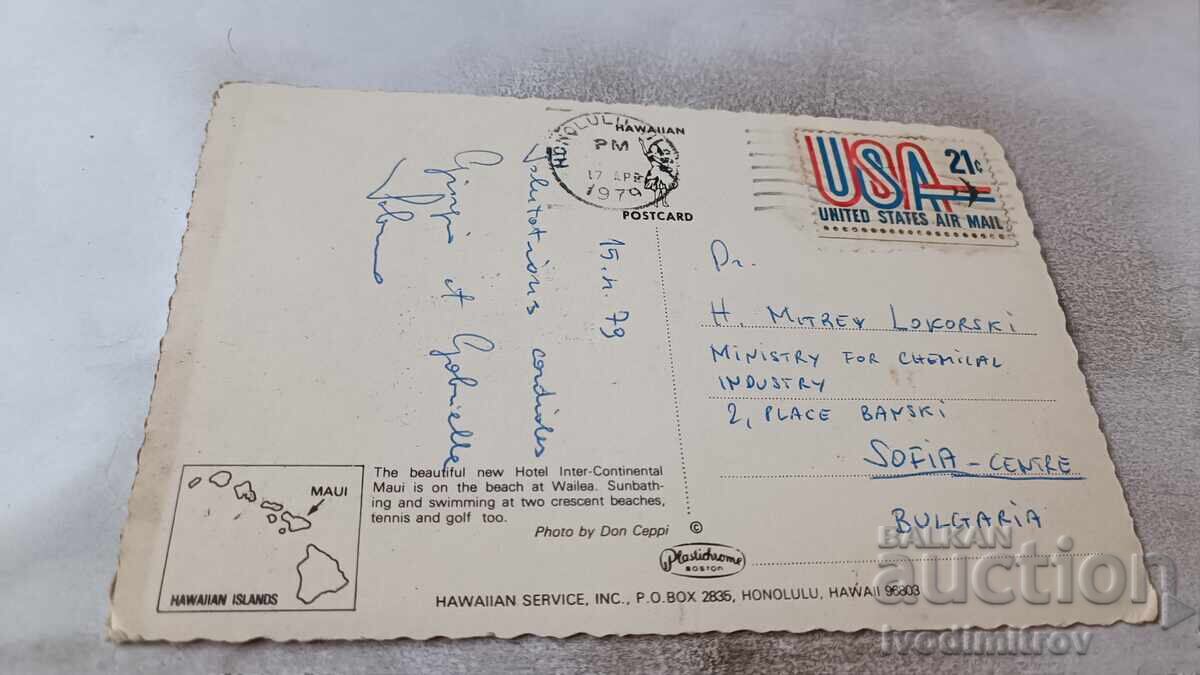 HONOLULU
PM
17 APR
1979
HAWAIIAN
POSTCARD
USA 21c
UNITED STATES AIR MAIL
15.4.79
Salutations cordiales
et Gabrielle
Dr.
H. MITREV LOKORSKI
MINISTRY FOR CHEMICAL
INDUSTRY
2, PLACE BAMSKI
SOFIA - CENTRE
BULGARIA
MAUI
HAWAIIAN ISLANDS
The beautiful new Hotel Inter-Continental
Maui is on the beach at Wailea. Sunbath-
ing and swimming at two crescent beaches,
tennis and golf too.
Photo by Don Ceppi
©
Plastichrome
BOSTON
HAWAIIAN SERVICE, INC., P.O.BOX 2835, HONOLULU, HAWAII 96803
BALKAN
auction
ivodimitrov